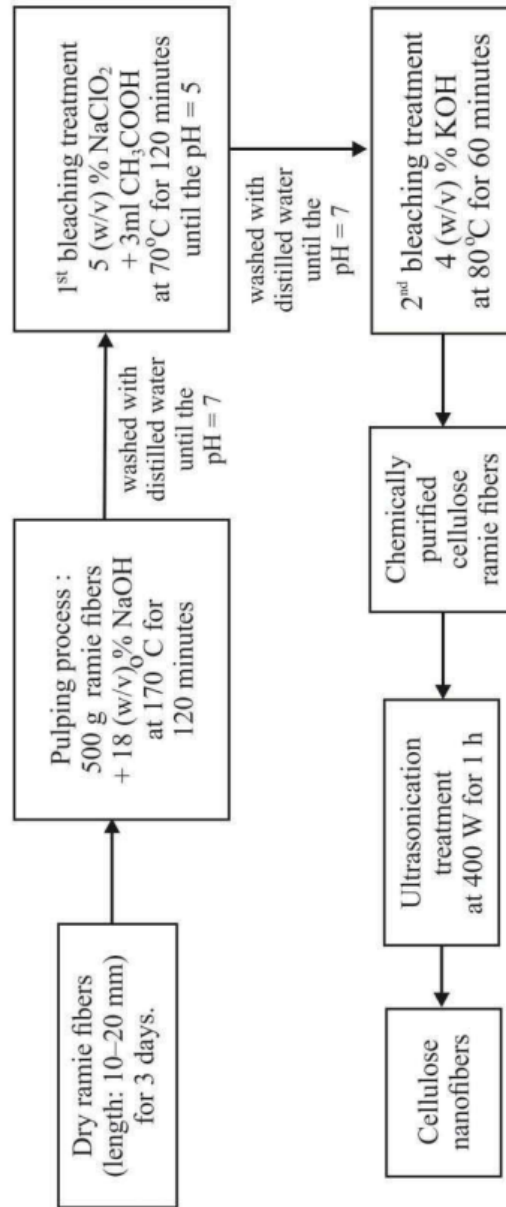 Dry ramie fibers
(length: 10–20 mm)
for 3 days.
Pulping process :
500 g ramie fibers
+ 18 (w/v) % NaOH
at 170 °C for
120 minutes
washed with
distilled water
until the
pH = 7
1st bleaching treatment
5 (w/v) % NaClO₂
+ 3ml CH₃COOH
at 70°C for 120 minutes
until the pH = 5
washed with
distilled water
until the
pH = 7
2nd bleaching treatment
4 (w/v) % KOH
at 80 °C for 60 minutes
Chemically
purified
cellulose
ramie fibers
Ultrasonication
treatment
at 400 W for 1 h
Cellulose
nanofibers